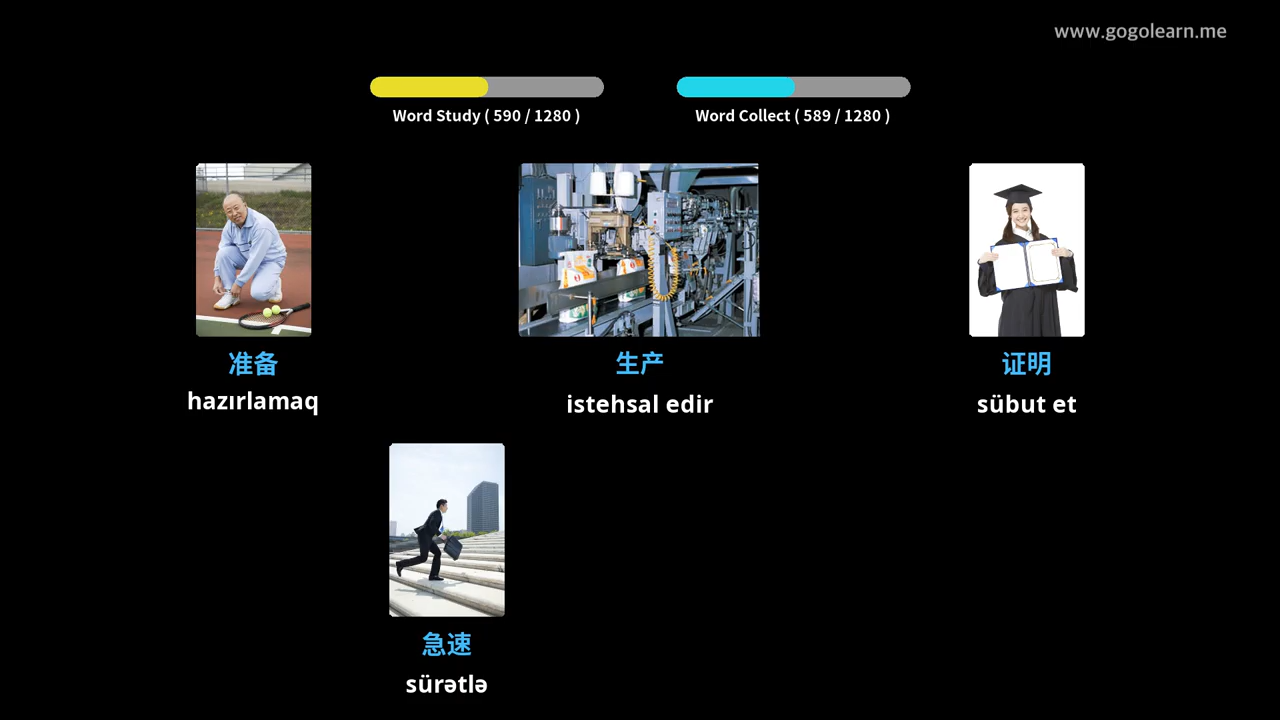 www.gogolearn.me
Word Study ( 590 / 1280 )
Word Collect ( 589 / 1280 )
准备
hazırlamaq
生产
istehsal edir
证明
sübut et
急速
sürətlə